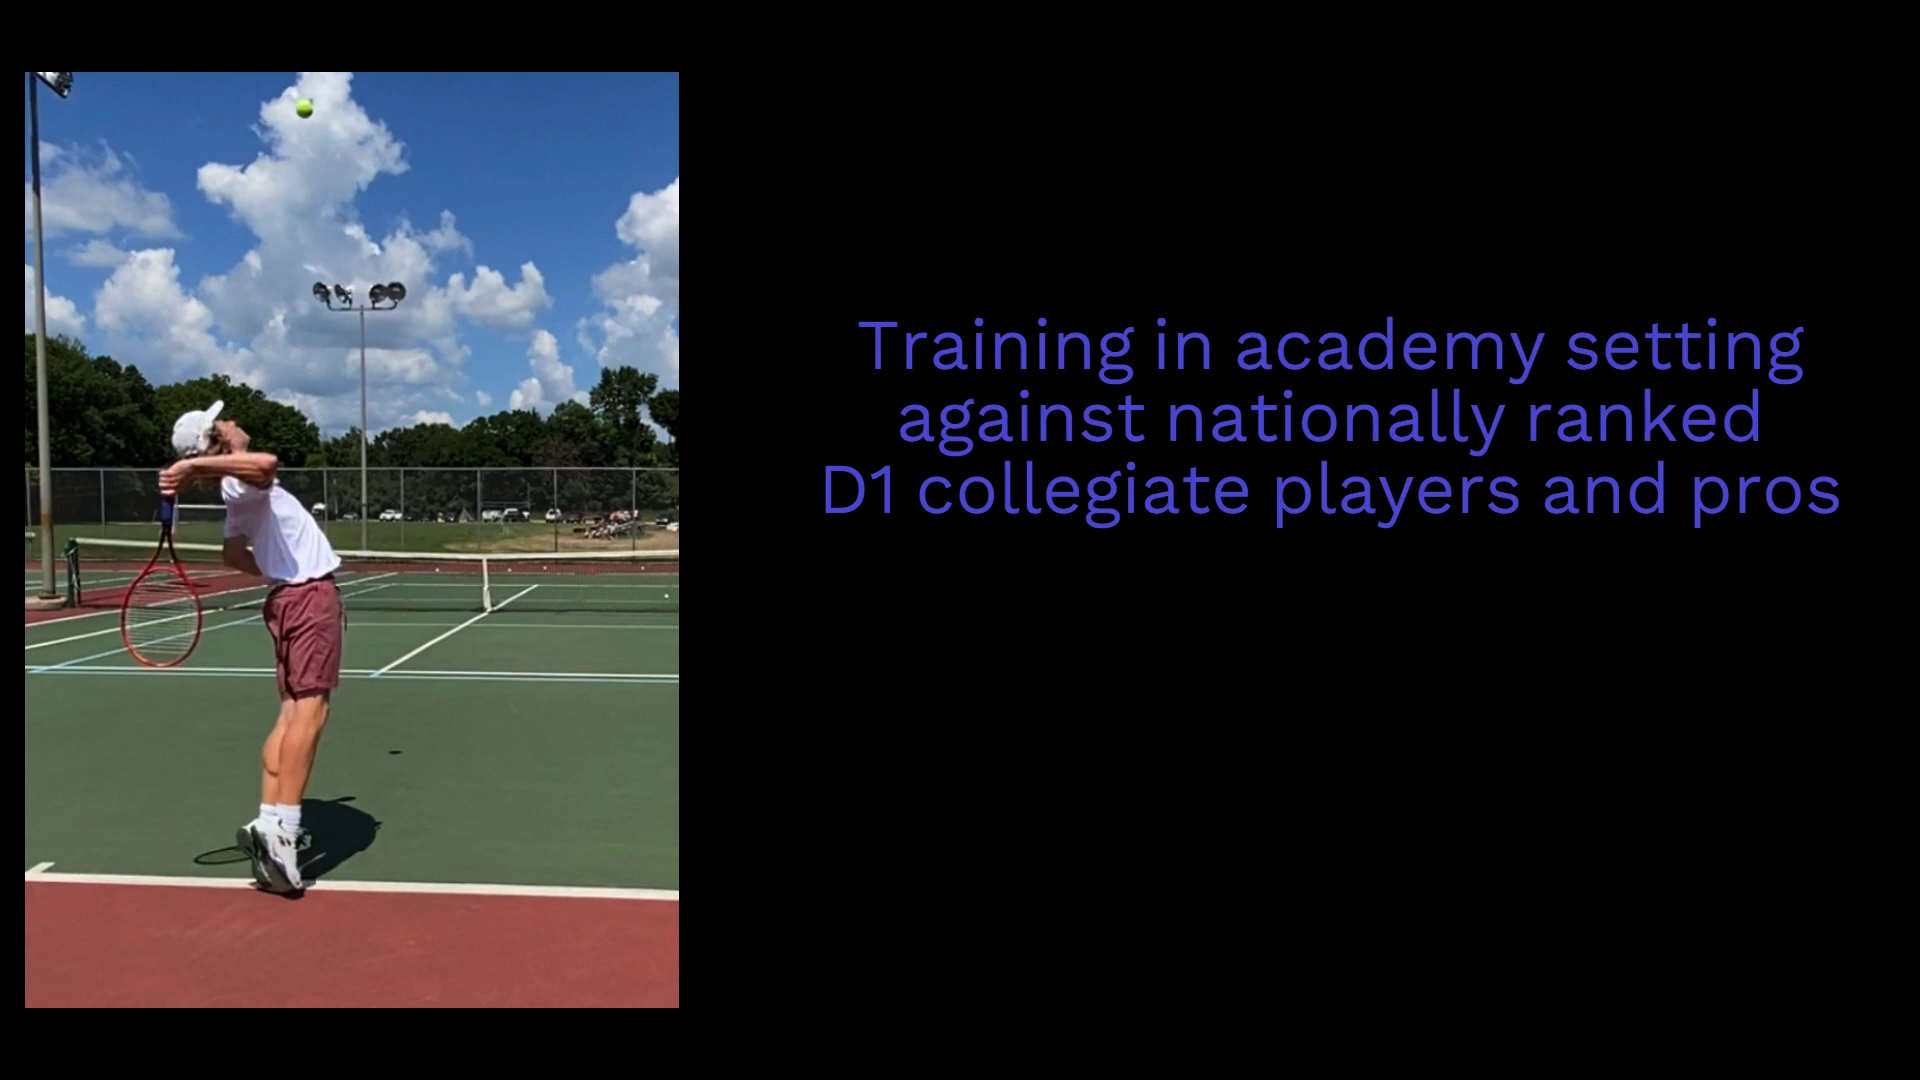 Training in academy setting
against nationally ranked
D1 collegiate players and pros